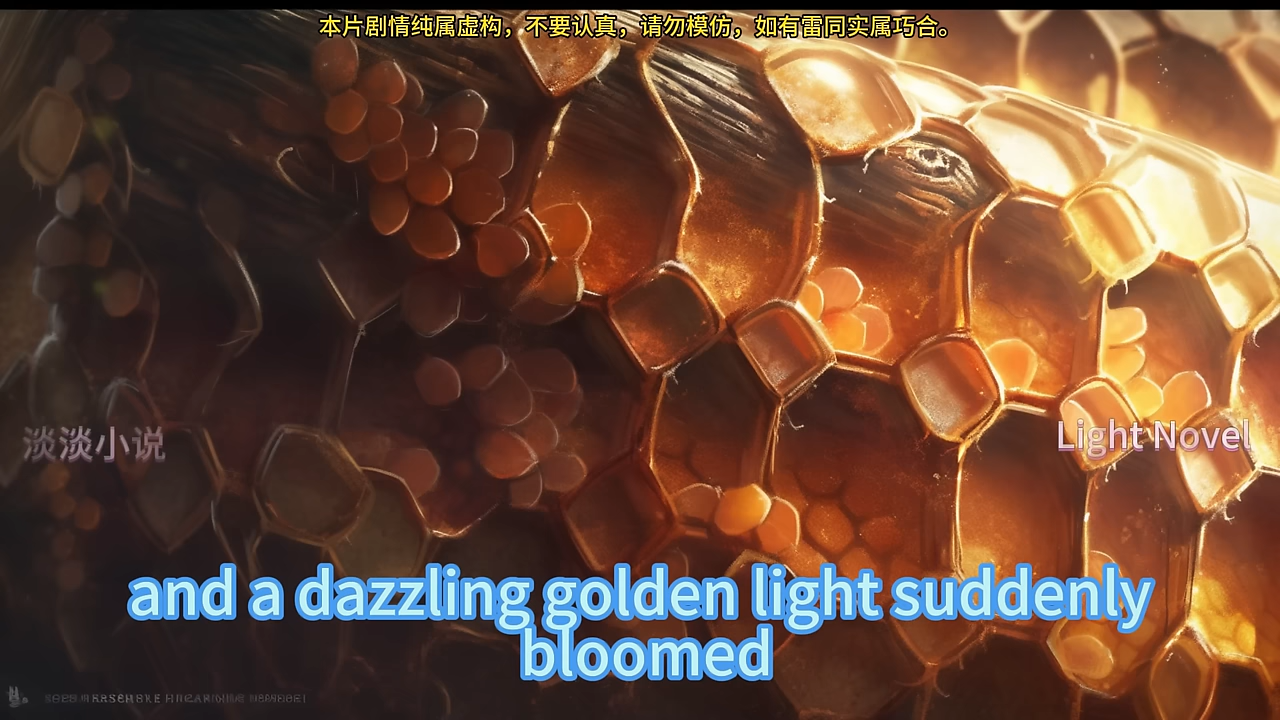 本片剧情纯属虚构，不要认真，请勿模仿，如有雷同实属巧合。
淡淡小说
Light Novel
and a dazzling golden light suddenly
bloomed